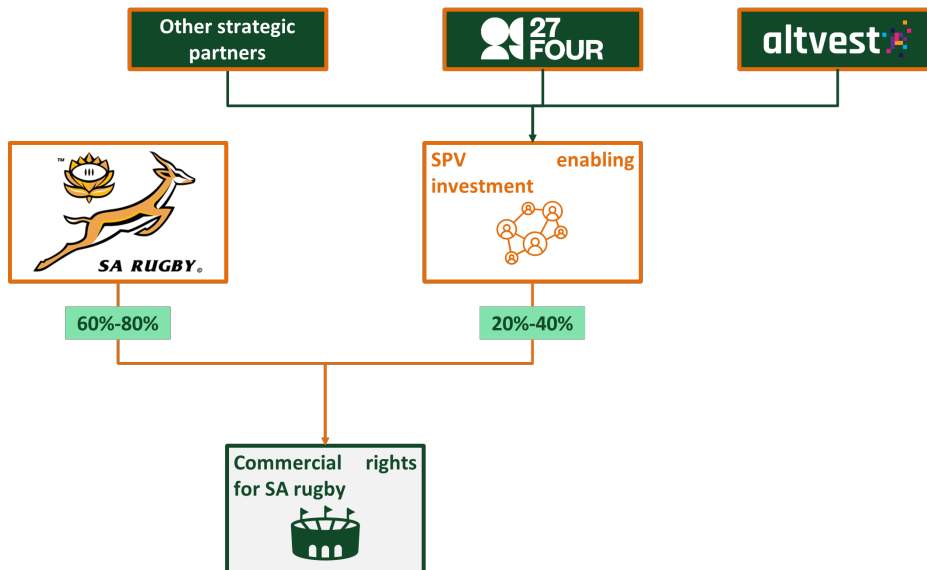 Other strategic
partners
27
FOUR
altvest
SPV enabling
investment
™
SA RUGBY©
60%-80%
20%-40%
Commercial rights
for SA rugby